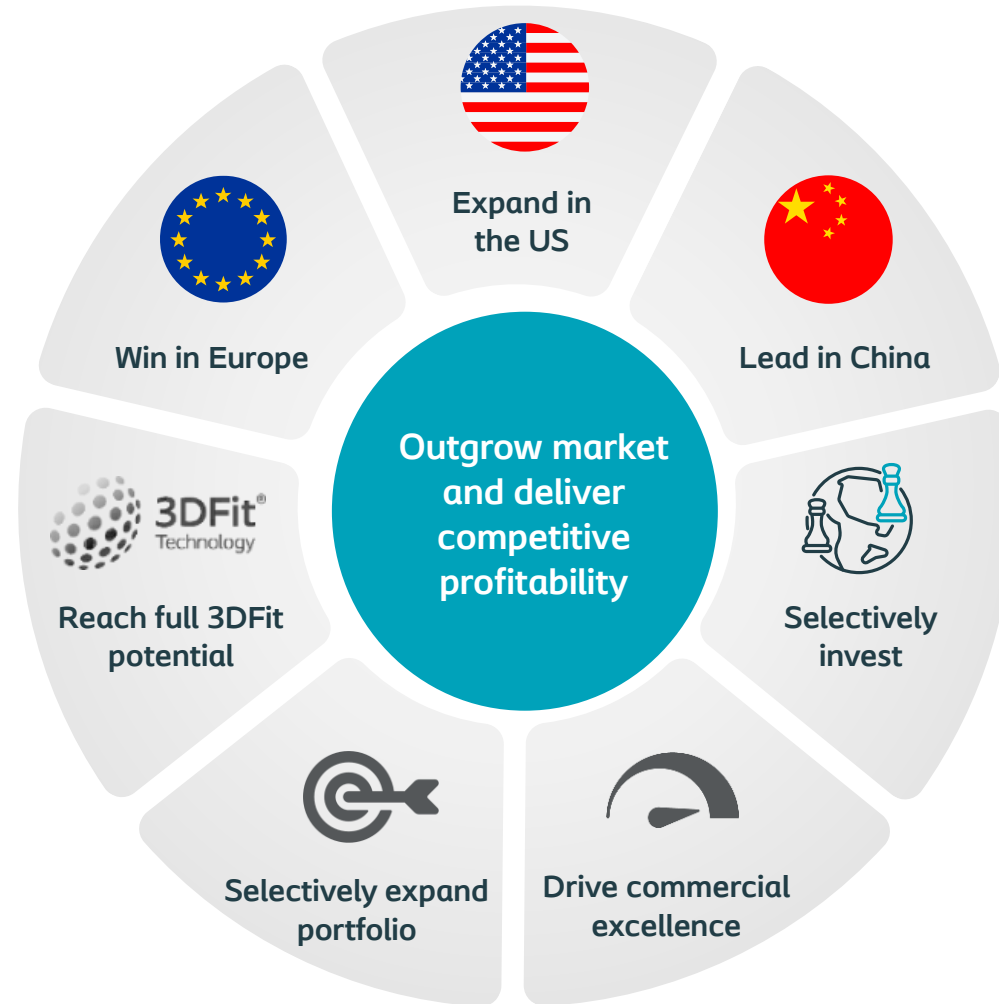 Expand in
the US
Win in Europe
Lead in China
Outgrow market
and deliver
competitive
profitability
3DFit®
Technology
Reach full 3DFit
potential
Selectively
invest
Selectively expand
portfolio
Drive commercial
excellence